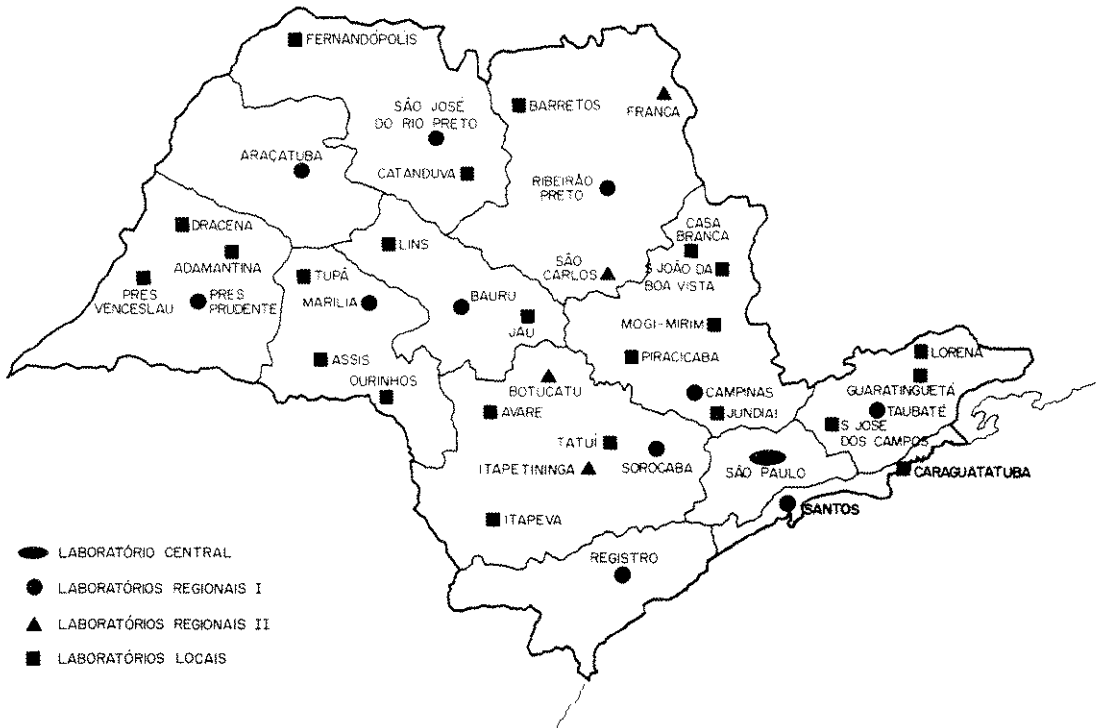 FERNANDÓPOLIS
SÃO JOSÉ
DO RIO PRETO
BARRETOS
FRANCA
ARAÇATUBA
CATANDUVA
RIBEIRÃO
PRETO
DRACENA
ADAMANTINA
PRES
VENCESLAU
PRES
PRUDENTE
LINS
TUPÃ
MARILIA
BAURU
JAU
ASSIS
OURINHOS
SÃO
CARLOS
CASA
BRANCA
S JOÃO DA
BOA VISTA
MOGI-MIRIM
PIRACICABA
CAMPINAS
JUNDIAI
BOTUCATU
AVARE
TATUÍ
ITAPETININGA
SOROCABA
ITAPEVA
LORENA
GUARATINGUETÁ
TAUBATÉ
S JOSÉ
DOS CAMPOS
SÃO PAULO
CARAGUATATUBA
SANTOS
REGISTRO
LABORATÓRIO CENTRAL
LABORATÓRIOS REGIONAIS I
LABORATÓRIOS REGIONAIS II
LABORATÓRIOS LOCAIS